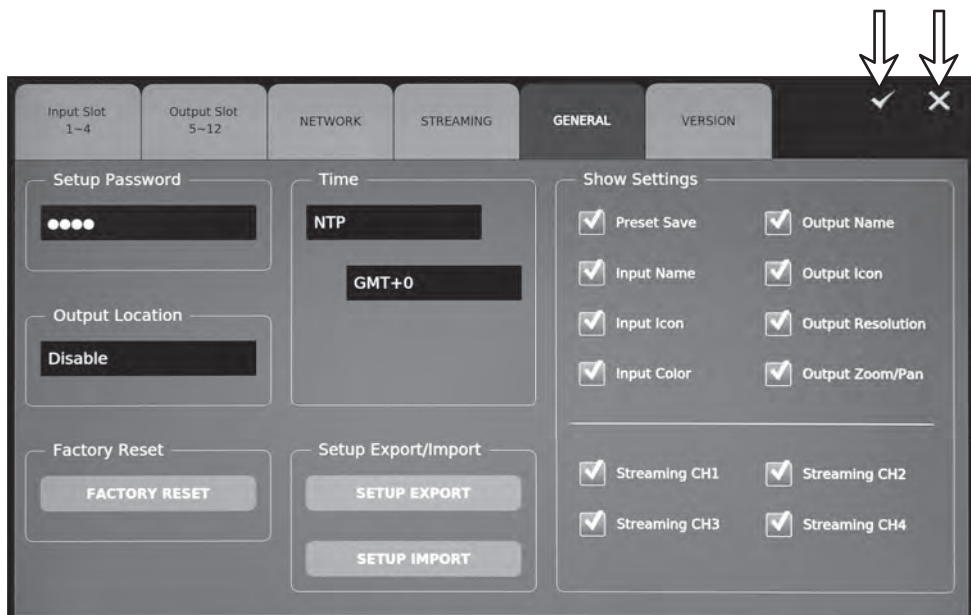 Input Slot
1~4
Output Slot
5~12
NETWORK
STREAMING
GENERAL
VERSION
Setup Password
Output Location
Disable
Factory Reset
FACTORY RESET
Time
NTP
GMT+0
Setup Export/Import
SETUP EXPORT
SETUP IMPORT
Show Settings
Preset Save
Output Name
Input Name
Output Icon
Input Icon
Output Resolution
Input Color
Output Zoom/Pan
Streaming CH1
Streaming CH2
Streaming CH3
Streaming CH4